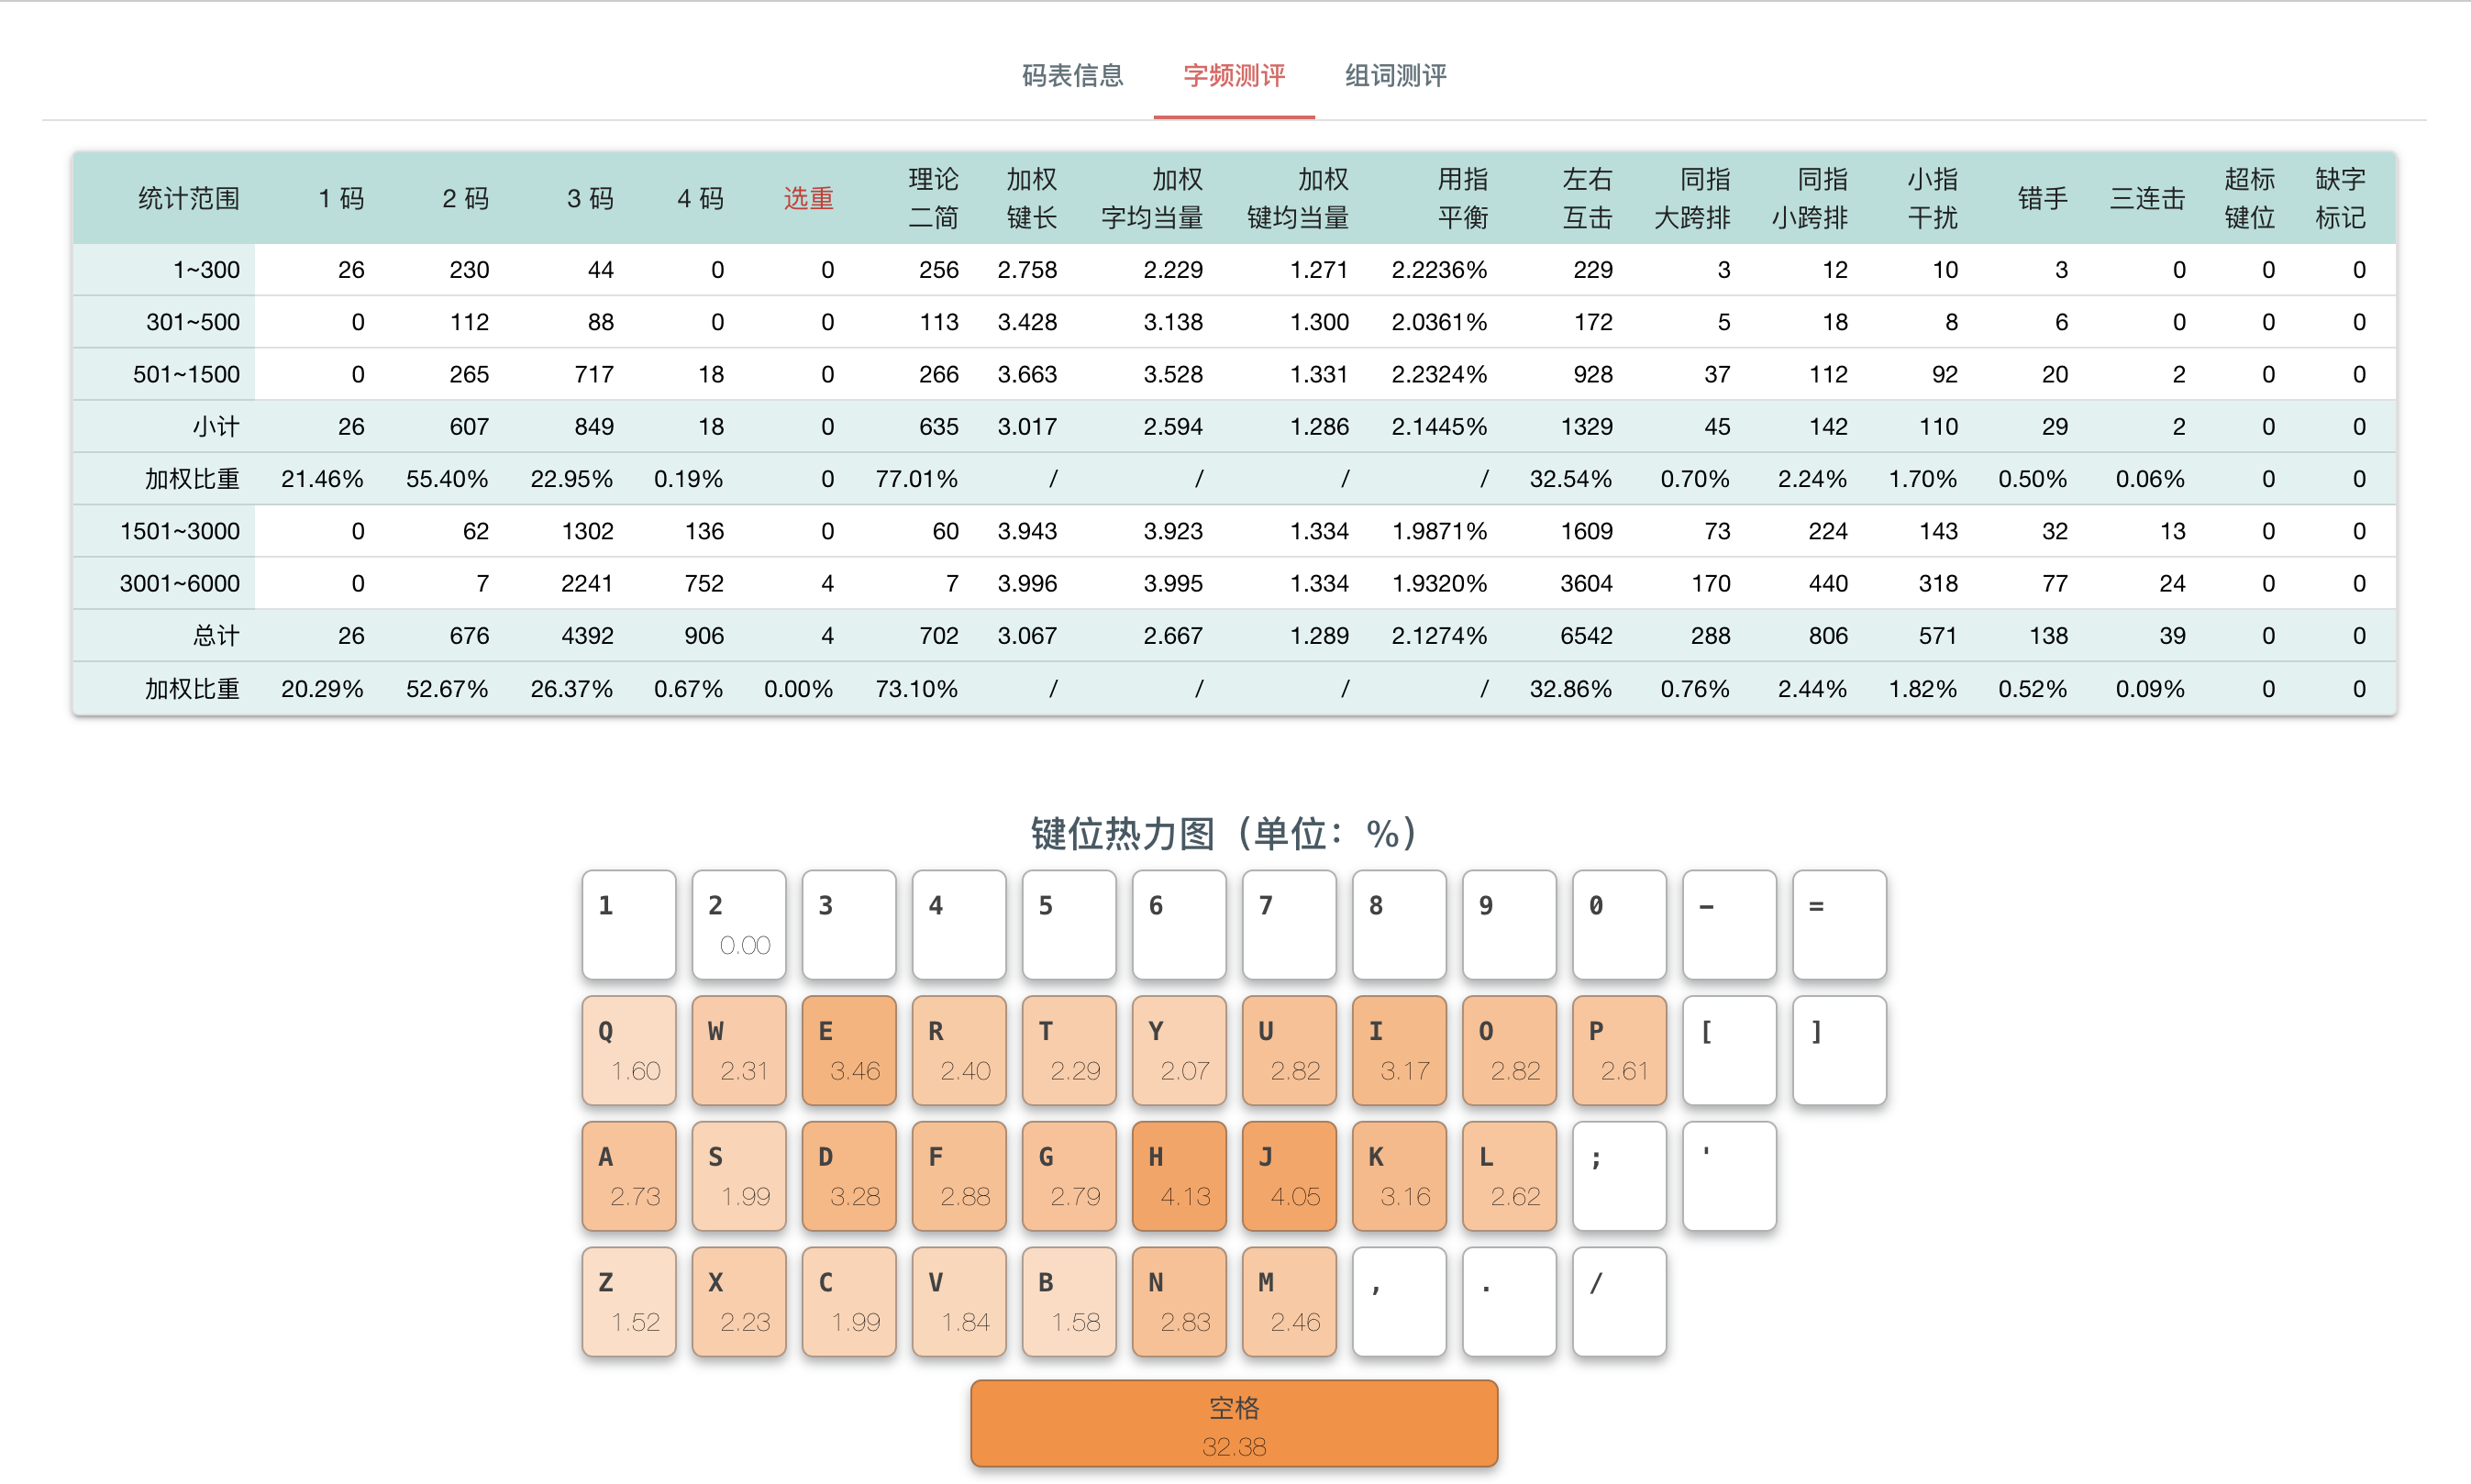 码表信息 字频测评 组词测评
统计范围 1 码 2 码 3 码 4 码 选重 理论二简 加权键长 加权字均当量 加权键均当量 用指平衡 左右互击 同指大跨排 同指小跨排 小指干扰 错手 三连击 超标键位 缺字标记
1~300 26 230 44 0 0 256 2.758 2.229 1.271 2.2236% 229 3 12 10 3 0 0 0
301~500 0 112 88 0 0 113 3.428 3.138 1.300 2.0361% 172 5 18 8 6 0 0 0
501~1500 0 265 717 18 0 266 3.663 3.528 1.331 2.2324% 928 37 112 92 20 2 0 0
小计 26 607 849 18 0 635 3.017 2.594 1.286 2.1445% 1329 45 142 110 29 2 0 0
加权比重 21.46% 55.40% 22.95% 0.19% 0 77.01% / / / / 32.54% 0.70% 2.24% 1.70% 0.50% 0.06% 0 0
1501~3000 0 62 1302 136 0 60 3.943 3.923 1.334 1.9871% 1609 73 224 143 32 13 0 0
3001~6000 0 7 2241 752 4 7 3.996 3.995 1.334 1.9320% 3604 170 440 318 77 24 0 0
总计 26 676 4392 906 4 702 3.067 2.667 1.289 2.1274% 6542 288 806 571 138 39 0 0
加权比重 20.29% 52.67% 26.37% 0.67% 0.00% 73.10% / / / / 32.86% 0.76% 2.44% 1.82% 0.52% 0.09% 0 0
键位热力图（单位：%）
1 2 3 4 5 6 7 8 9 0 - =
0.00
Q W E R T Y U I O P [ ]
1.60 2.31 3.46 2.40 2.29 2.07 2.82 3.17 2.82 2.61
A S D F G H J K L ; '
2.73 1.99 3.28 2.88 2.79 4.13 4.05 3.16 2.62
Z X C V B N M , . /
1.52 2.23 1.99 1.84 1.58 2.83 2.46
空格
32.38